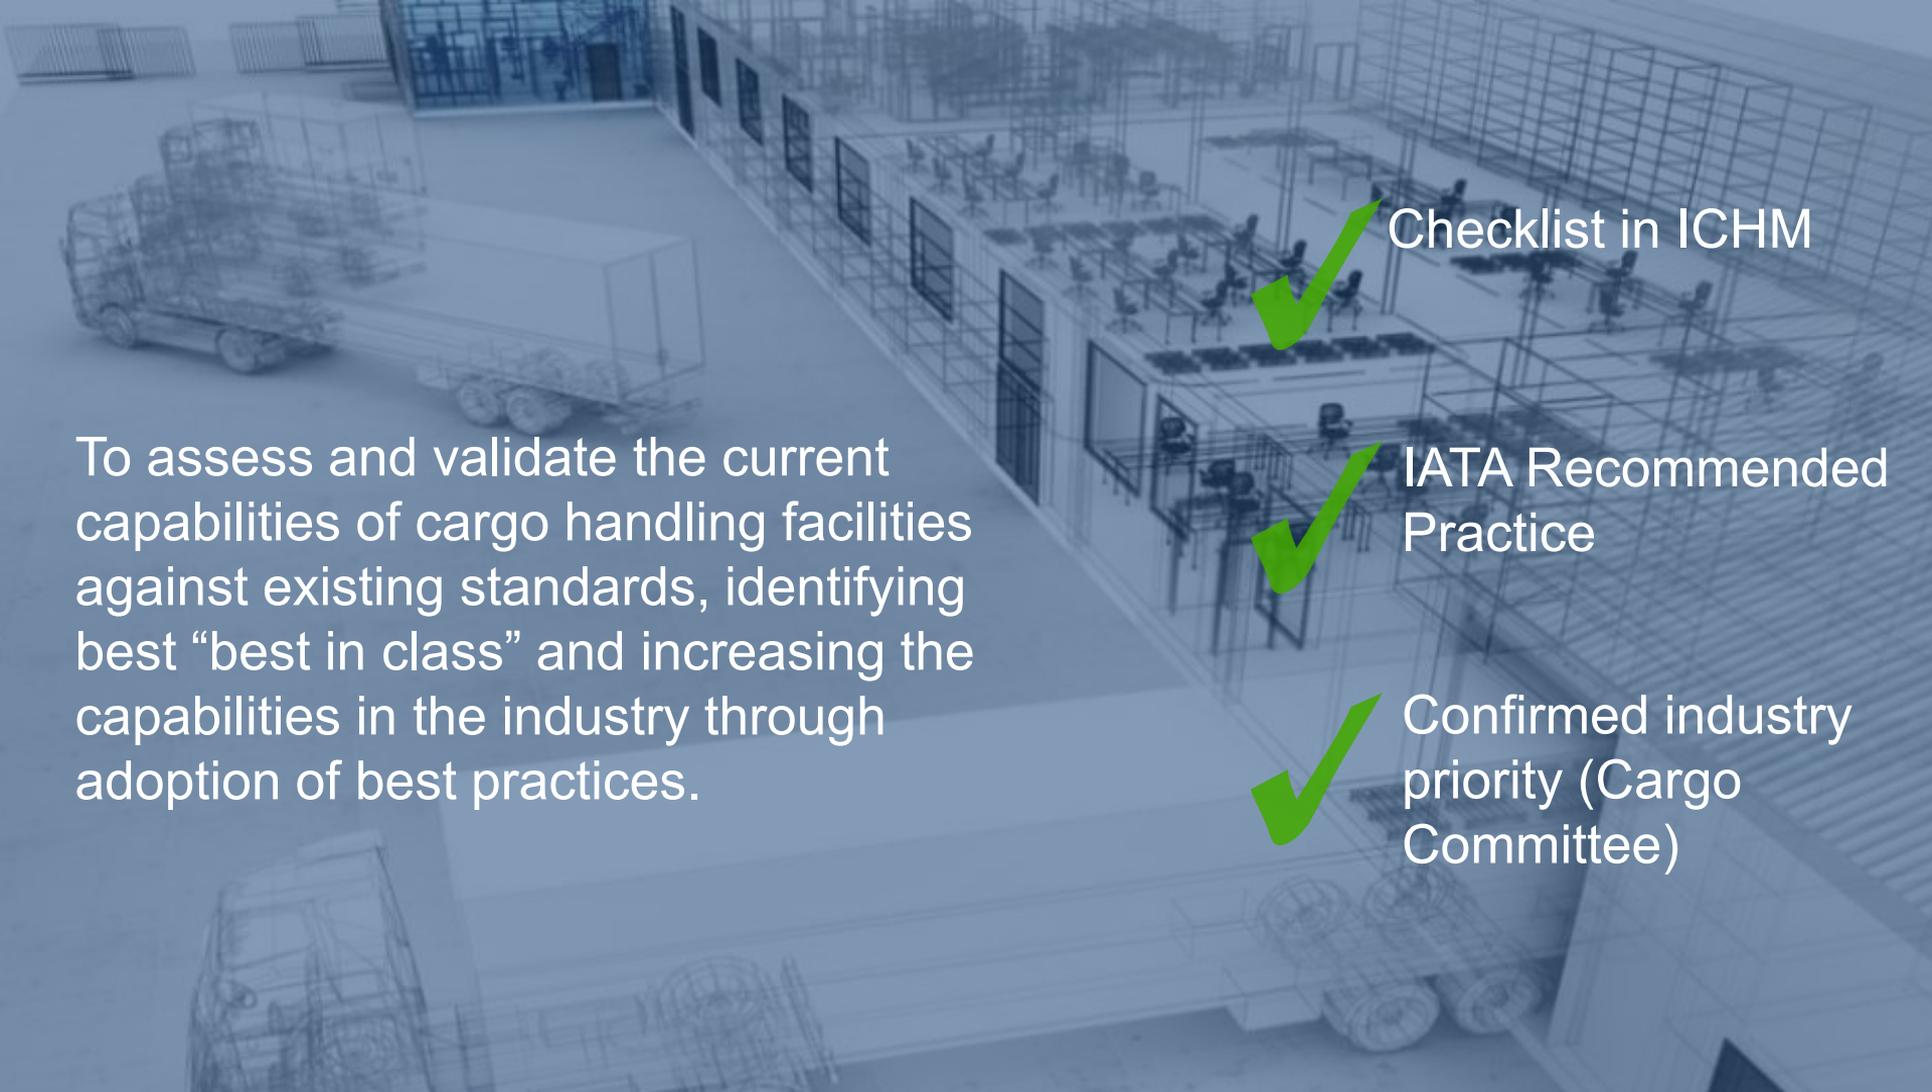 To assess and validate the current
capabilities of cargo handling facilities
against existing standards, identifying
best “best in class” and increasing the
capabilities in the industry through
adoption of best practices.
Checklist in ICHM
IATA Recommended
Practice
Confirmed industry
priority (Cargo
Committee)